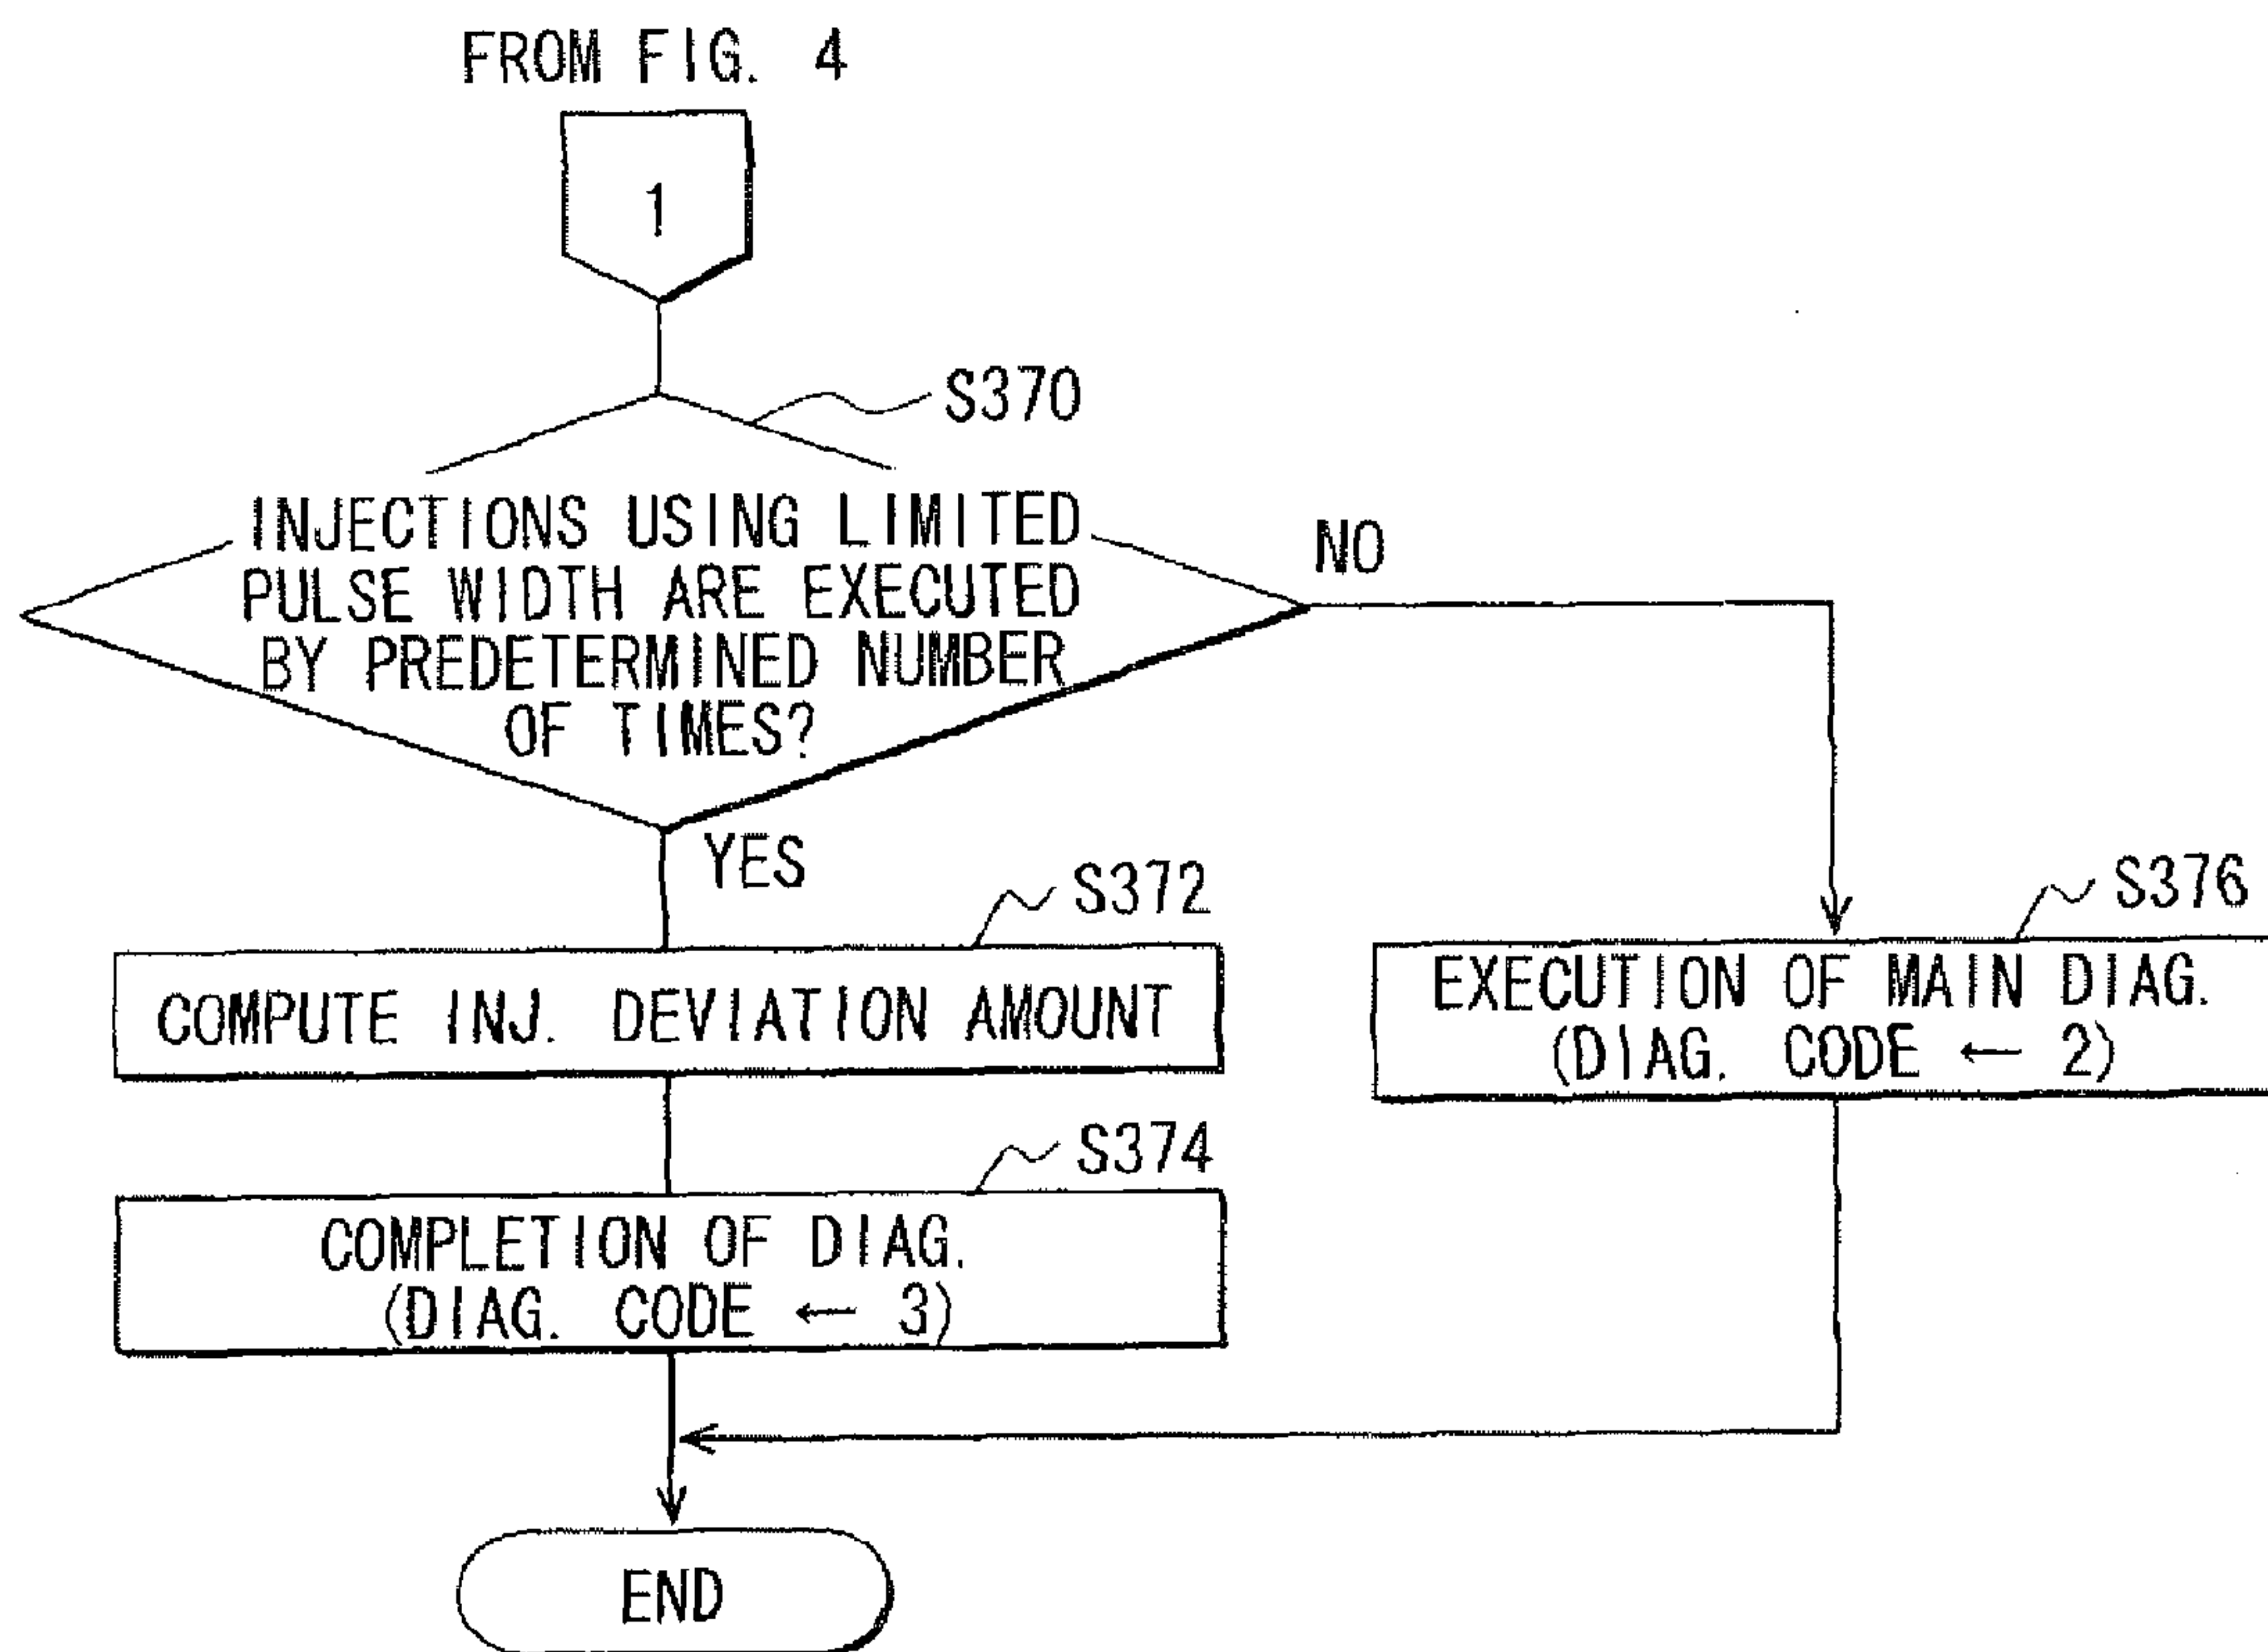 FROM FIG. 4
1
S370
INJECTIONS USING LIMITED
PULSE WIDTH ARE EXECUTED
BY PREDETERMINED NUMBER
OF TIMES?
NO
YES
S372
COMPUTE INJ. DEVIATION AMOUNT
S376
EXECUTION OF MAIN DIAG.
(DIAG. CODE ← 2)
S374
COMPLETION OF DIAG.
(DIAG. CODE ← 3)
END